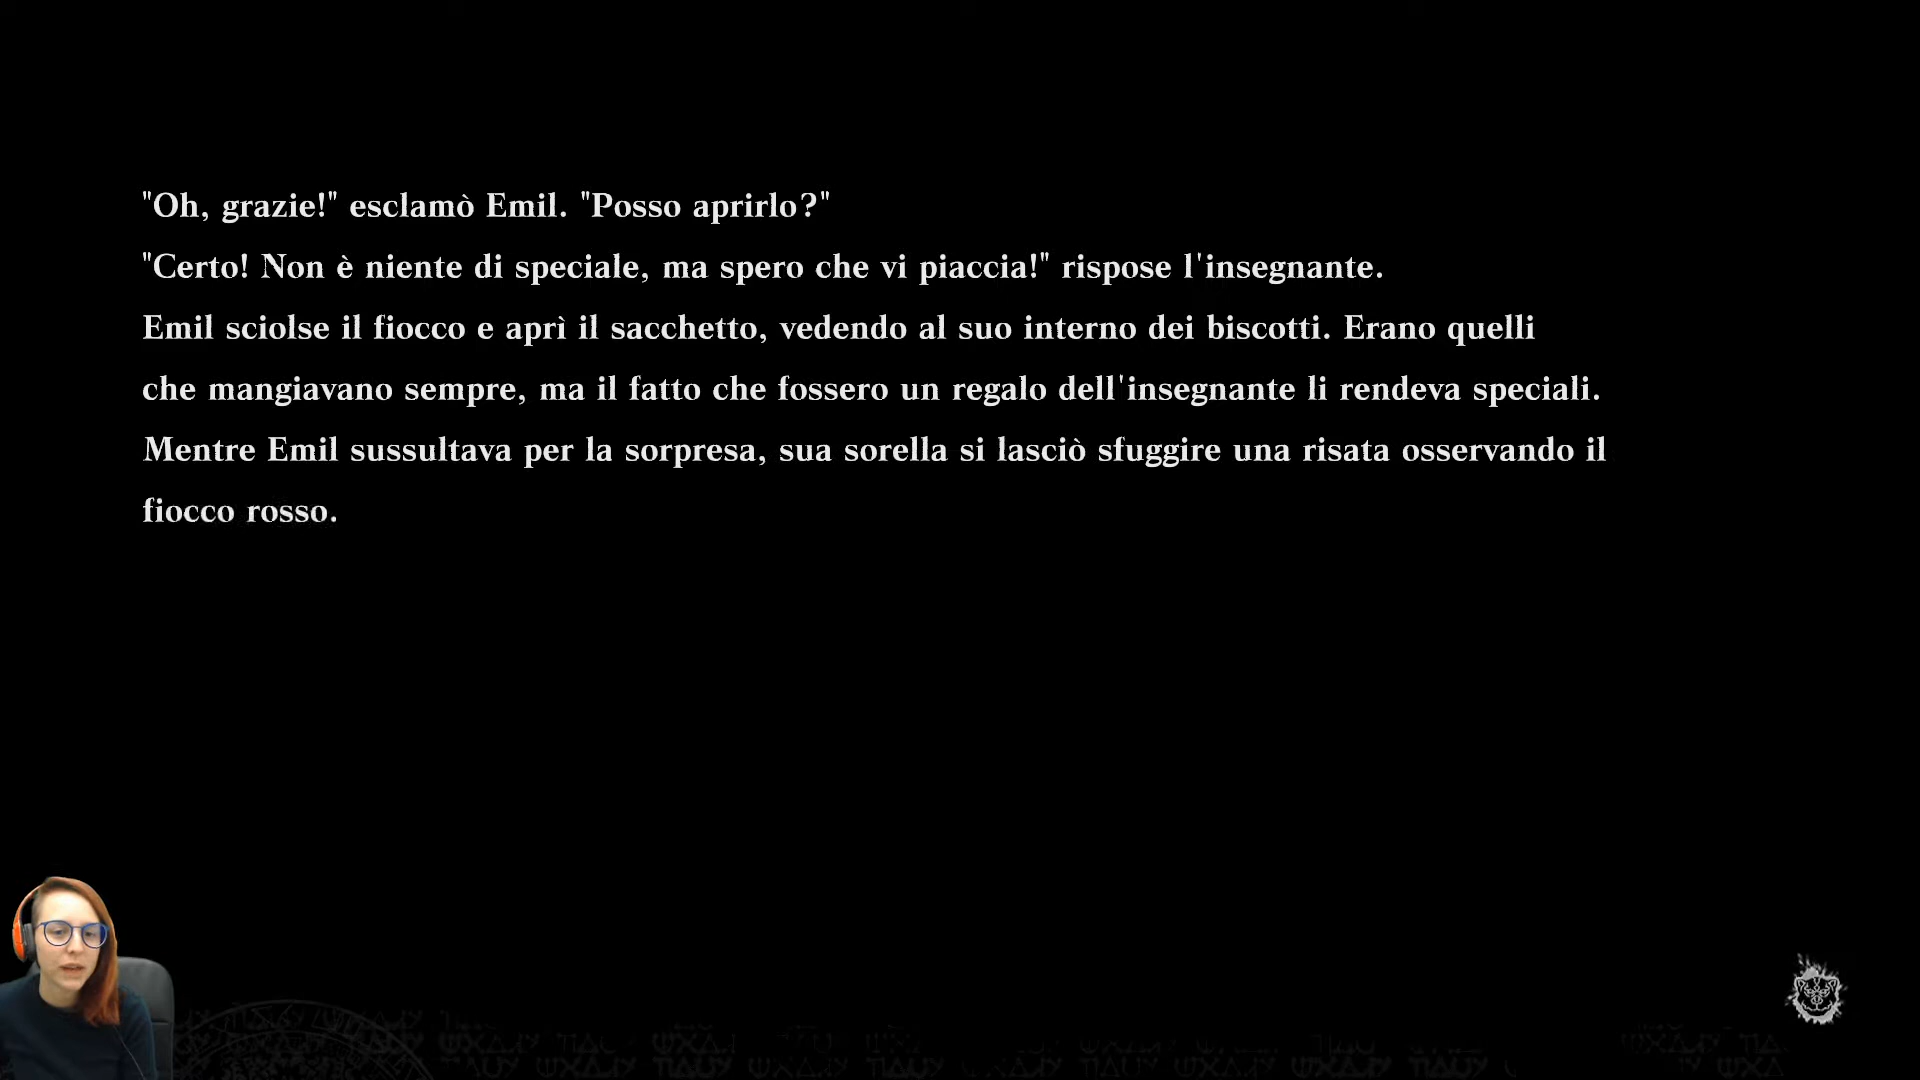 "Oh, grazie!" esclamò Emil. "Posso aprirlo?"
"Certo! Non è niente di speciale, ma spero che vi piaccia!" rispose l'insegnante.
Emil sciolse il fiocco e aprì il sacchetto, vedendo al suo interno dei biscotti. Erano quelli
che mangiavano sempre, ma il fatto che fossero un regalo dell'insegnante li rendeva speciali.
Mentre Emil sussultava per la sorpresa, sua sorella si lasciò sfuggire una risata osservando il
fiocco rosso.